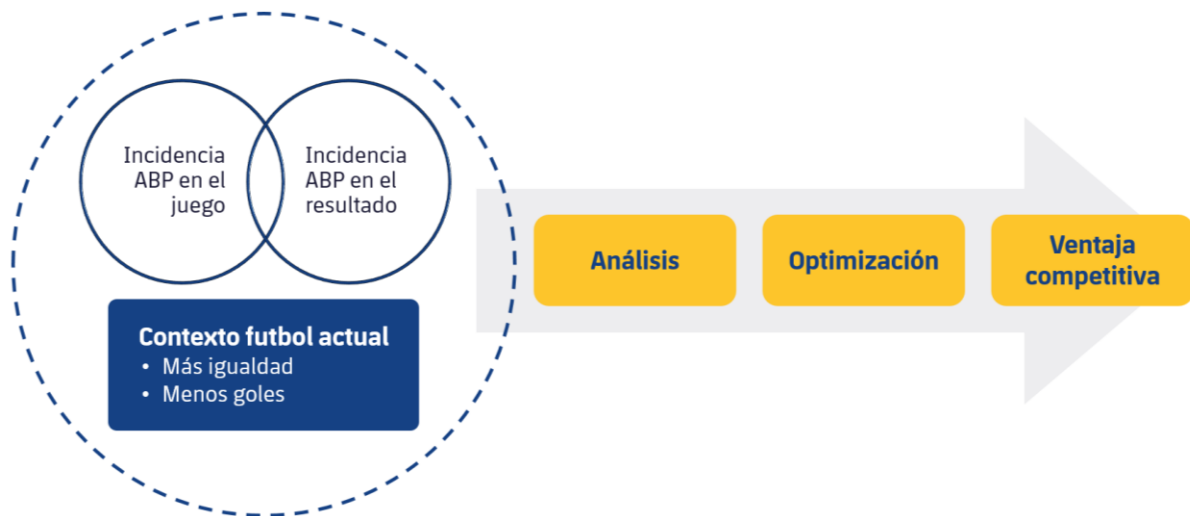 Incidencia
ABP en el
juego
Incidencia
ABP en el
resultado
Contexto futbol actual
• Más igualdad
• Menos goles
Análisis
Optimización
Ventaja
competitiva